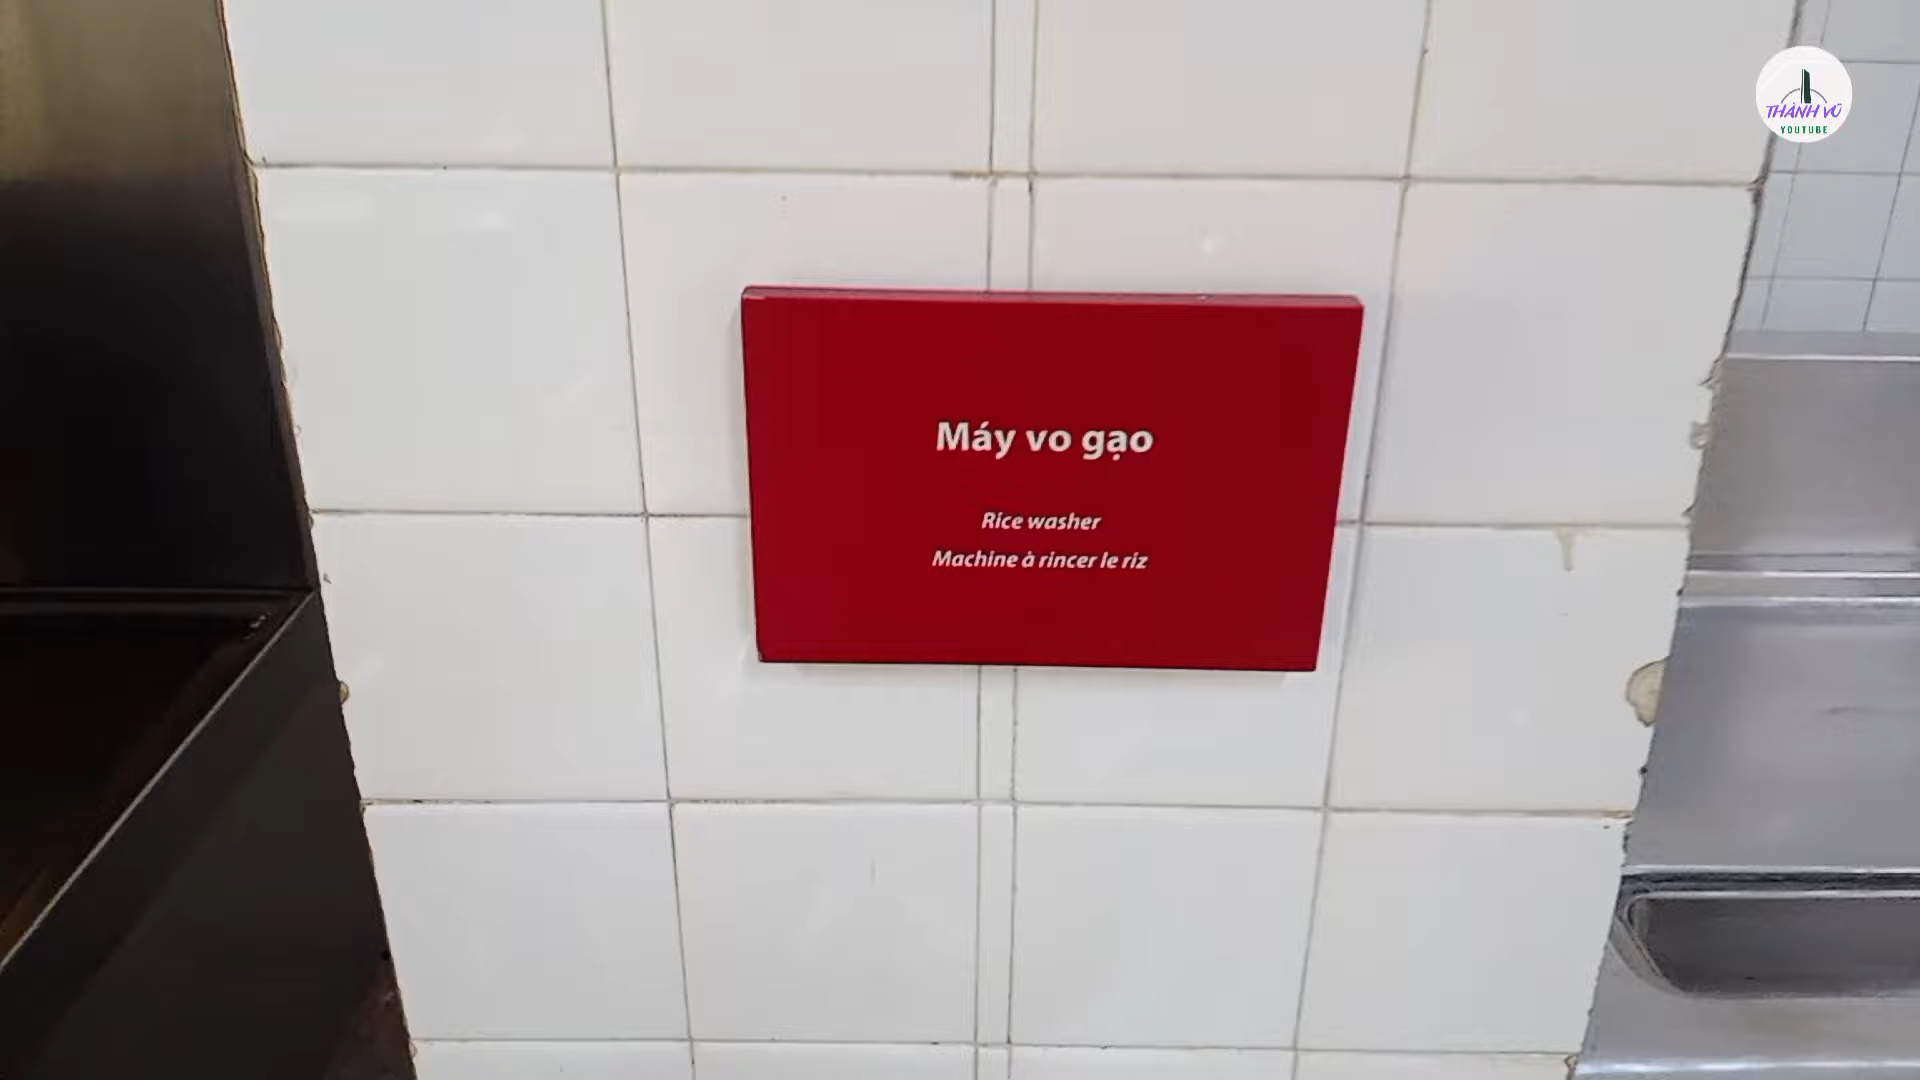 THÀNH VŨ
YOUTUBE
Máy vo gạo
Rice washer
Machine à rincer le riz